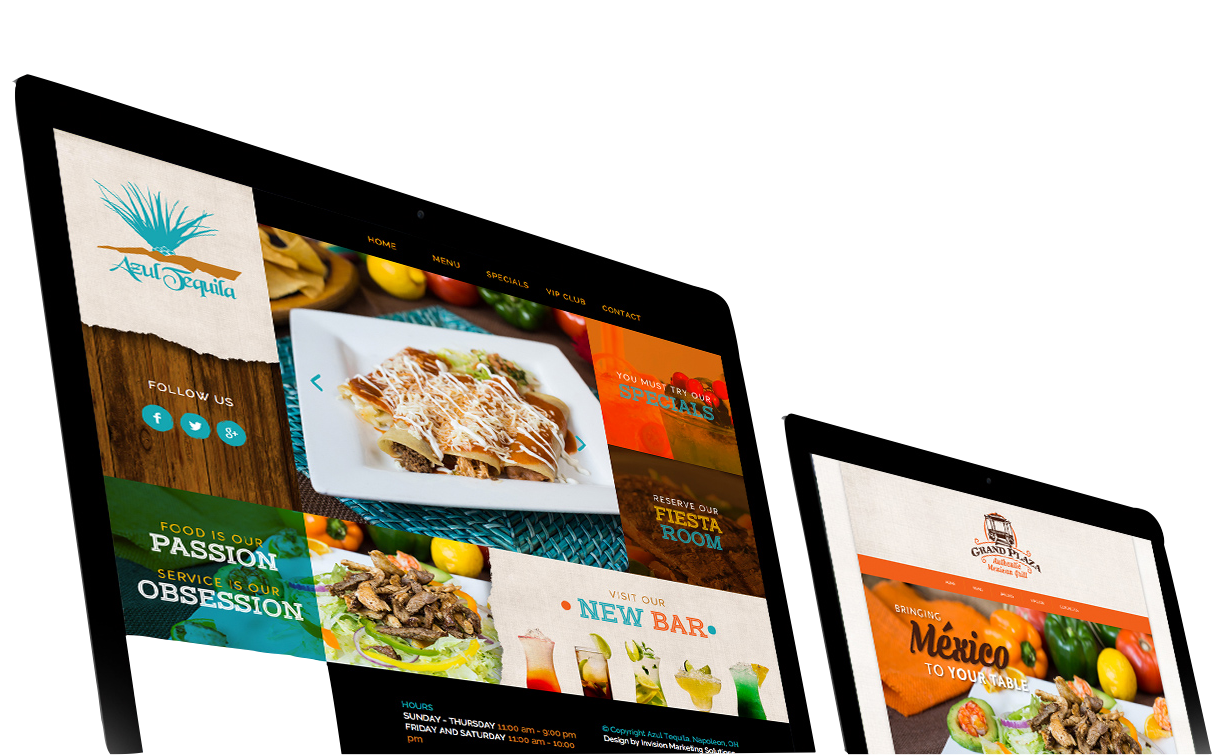 Azul Tequila
HOME
MENU
SPECIALS
VIP CLUB
CONTACT
FOLLOW US
f
g+
YOU MUST TRY OUR
SPECIALS
RESERVE OUR
FIESTA
ROOM
FOOD IS OUR
PASSION
SERVICE IS OUR
OBSESSION
VISIT OUR
NEW BAR
HOURS
SUNDAY - THURSDAY 11:00 am - 9:00 pm
FRIDAY AND SATURDAY 11:00 am - 10:00
pm
© Copyright Azul Tequila, Napoleon, OH
Design by Invision Marketing Solutions
GRAND PLAZA
Authentic
Mexican Grill
BRINGING
México
TO YOUR TABLE